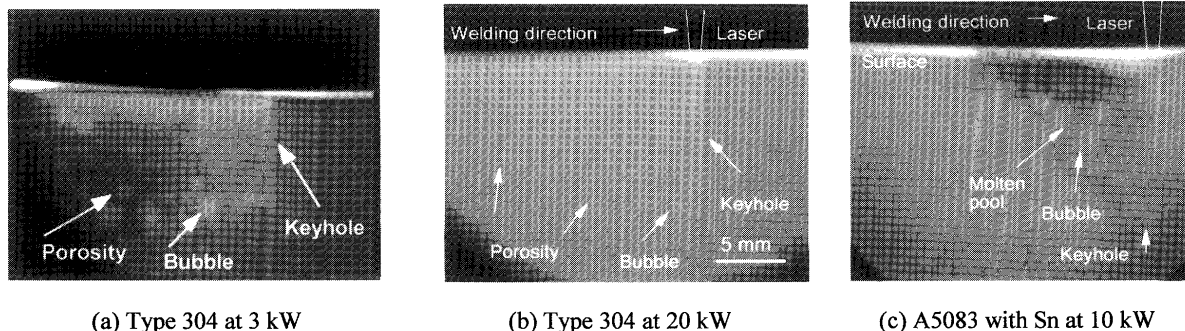 Porosity
Bubble
Keyhole
Welding direction
Laser
Porosity
Bubble
Keyhole
5 mm
Welding direction
Laser
Surface
Molten
pool
Bubble
Keyhole
(a) Type 304 at 3 kW
(b) Type 304 at 20 kW
(c) A5083 with Sn at 10 kW